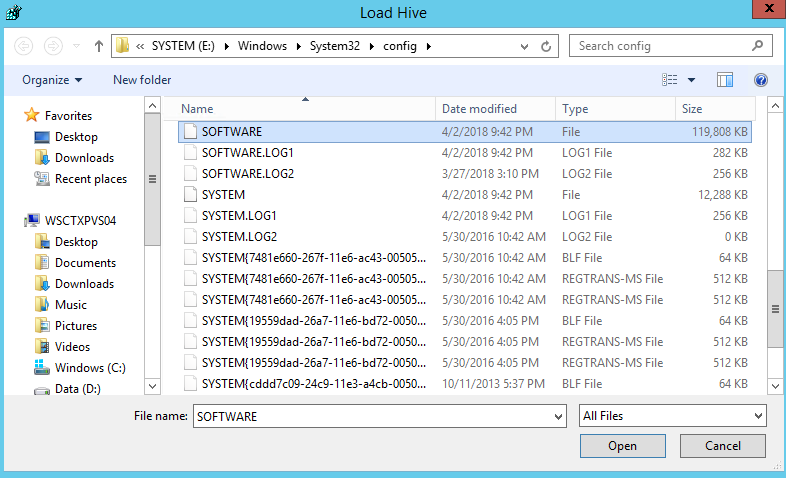 Load Hive
« SYSTEM (E:) Windows System32 config
Search config
Organize New folder
Name Date modified Type Size
Favorites
Desktop
Downloads
Recent places
WSCTXPVS04
Desktop
Documents
Downloads
Music
Pictures
Videos
Windows (C:)
Data (D:)
SOFTWARE 4/2/2018 9:42 PM File 119,808 KB
SOFTWARE.LOG1 4/2/2018 9:42 PM LOG1 File 282 KB
SOFTWARE.LOG2 3/27/2018 3:10 PM LOG2 File 256 KB
SYSTEM 4/2/2018 9:42 PM File 12,288 KB
SYSTEM.LOG1 4/2/2018 9:42 PM LOG1 File 256 KB
SYSTEM.LOG2 5/30/2016 10:42 AM LOG2 File 0 KB
SYSTEM{7481e660-267f-11e6-ac43-00505... 5/30/2016 10:42 AM BLF File 64 KB
SYSTEM{7481e660-267f-11e6-ac43-00505... 5/30/2016 10:42 AM REGTRANS-MS File 512 KB
SYSTEM{7481e660-267f-11e6-ac43-00505... 5/30/2016 10:42 AM REGTRANS-MS File 512 KB
SYSTEM{19559dad-26a7-11e6-bd72-0050... 5/30/2016 4:05 PM BLF File 64 KB
SYSTEM{19559dad-26a7-11e6-bd72-0050... 5/30/2016 4:05 PM REGTRANS-MS File 512 KB
SYSTEM{19559dad-26a7-11e6-bd72-0050... 5/30/2016 4:05 PM REGTRANS-MS File 512 KB
SYSTEM{cddd7c09-24c9-11e3-a4cb-0050... 10/11/2013 5:37 PM BLF File 64 KB
File name: SOFTWARE
All Files
Open Cancel